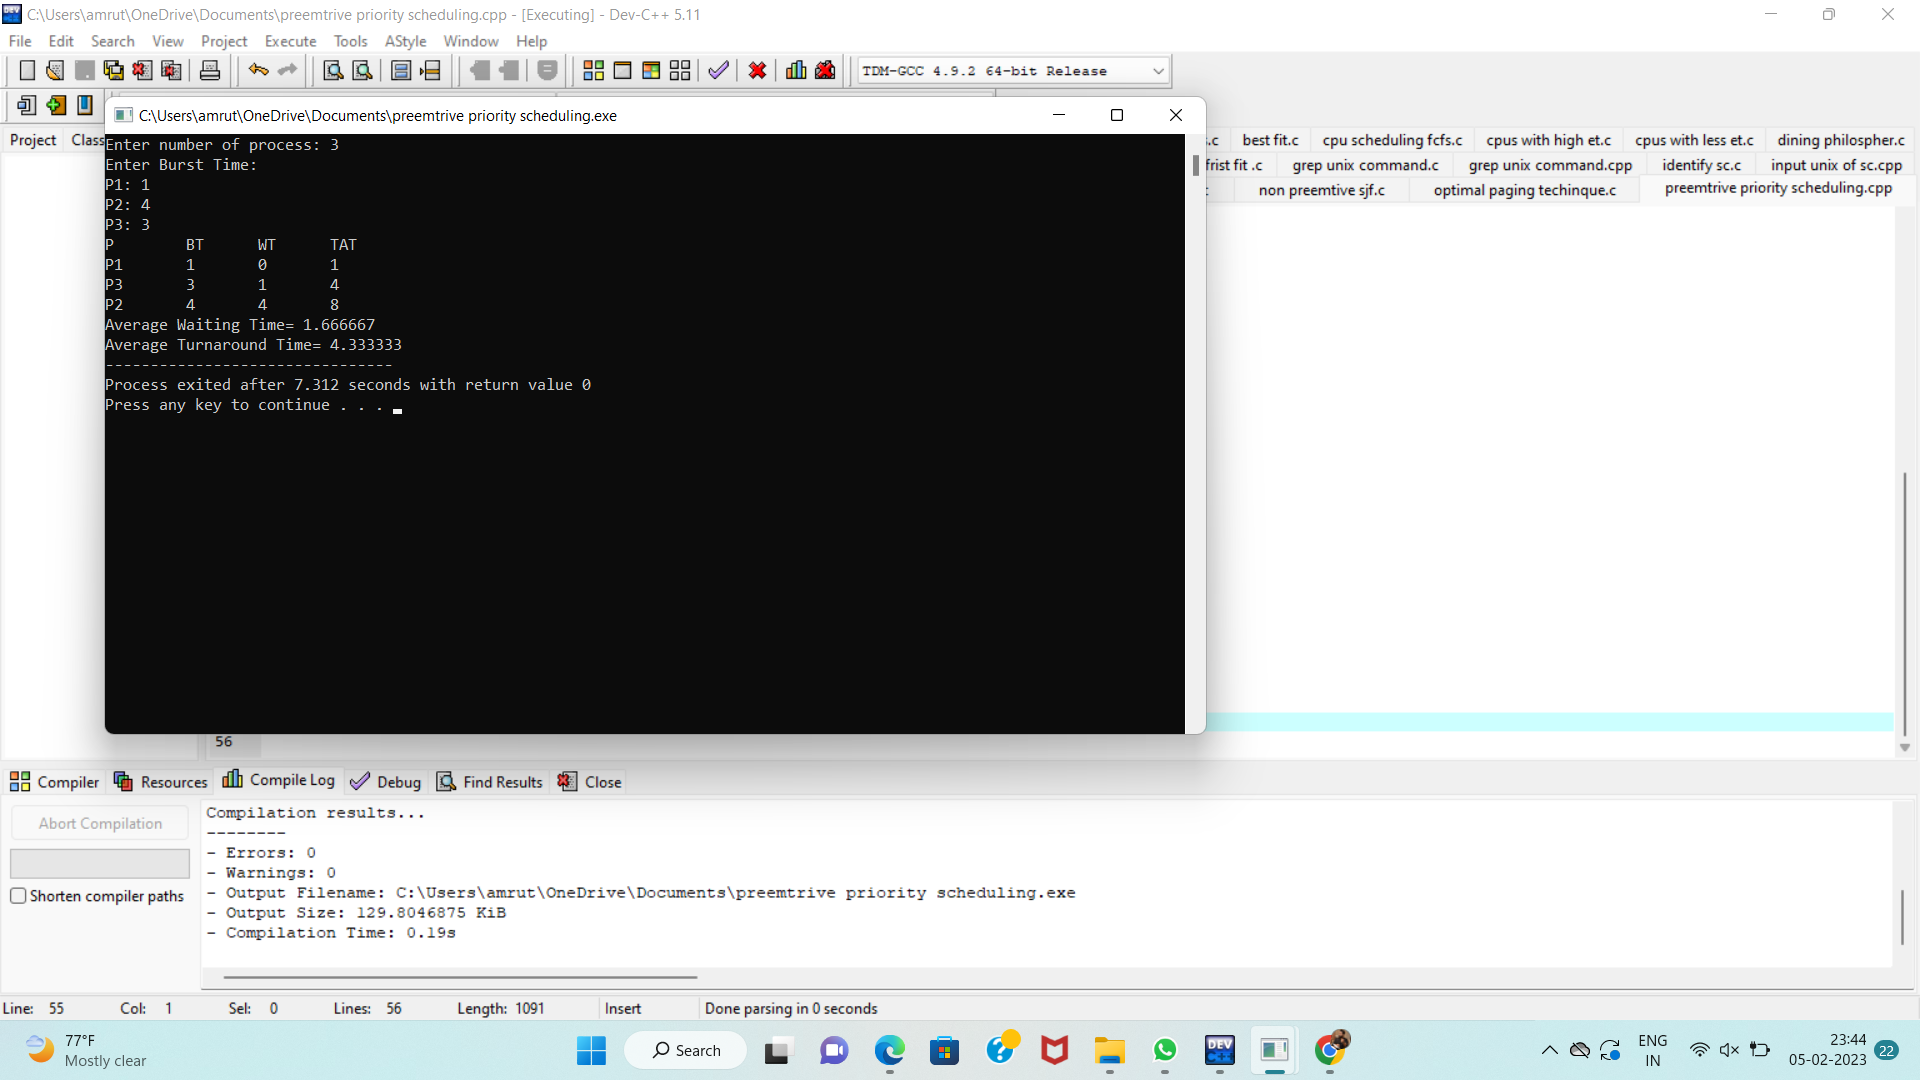 C:\Users\amrut\OneDrive\Documents\preemtrive priority scheduling.cpp - [Executing] - Dev-C++ 5.11
File Edit Search View Project Execute Tools AStyle Window Help
TDM-GCC 4.9.2 64-bit Release
C:\Users\amrut\OneDrive\Documents\preemtrive priority scheduling.exe
Project Class
s.c best fit.c cpu scheduling fcfs.c cpus with high et.c cpus with less et.c dining philospher.c
frist fit .c grep unix command.c grep unix command.cpp identify sc.c input unix of sc.cpp
non preemtive sjf.c optimal paging techinque.c preemtrive priority scheduling.cpp
Enter number of process: 3
Enter Burst Time:
P1: 1
P2: 4
P3: 3
P BT WT TAT
P1 1 0 1
P3 3 1 4
P2 4 4 8
Average Waiting Time= 1.666667
Average Turnaround Time= 4.333333
--------------------------------
Process exited after 7.312 seconds with return value 0
Press any key to continue . . .
56
Compiler Resources Compile Log Debug Find Results Close
Abort Compilation
Shorten compiler paths
Compilation results...
--------
- Errors: 0
- Warnings: 0
- Output Filename: C:\Users\amrut\OneDrive\Documents\preemtrive priority scheduling.exe
- Output Size: 129.8046875 KiB
- Compilation Time: 0.19s
Line: 55 Col: 1 Sel: 0 Lines: 56 Length: 1091 Insert Done parsing in 0 seconds
77°F
Mostly clear
Search
DEV C++
ENG
IN
23:44
05-02-2023
22